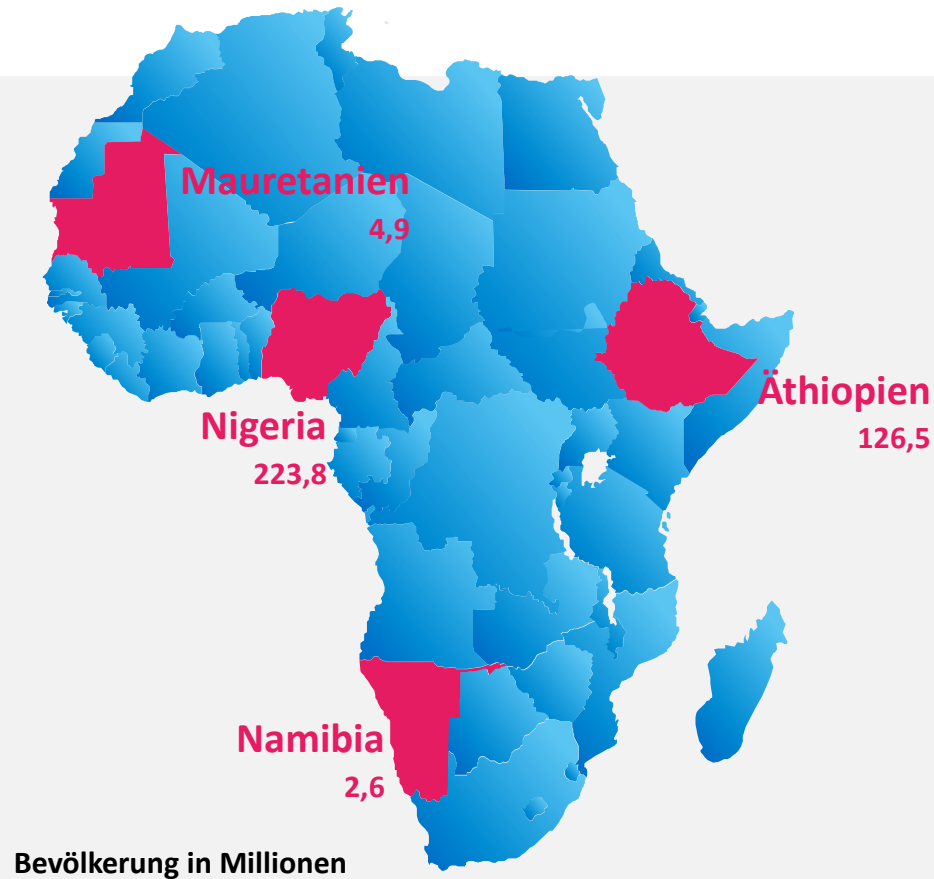 Mauretanien
4,9
Äthiopien
126,5
Nigeria
223,8
Namibia
2,6
Bevölkerung in Millionen